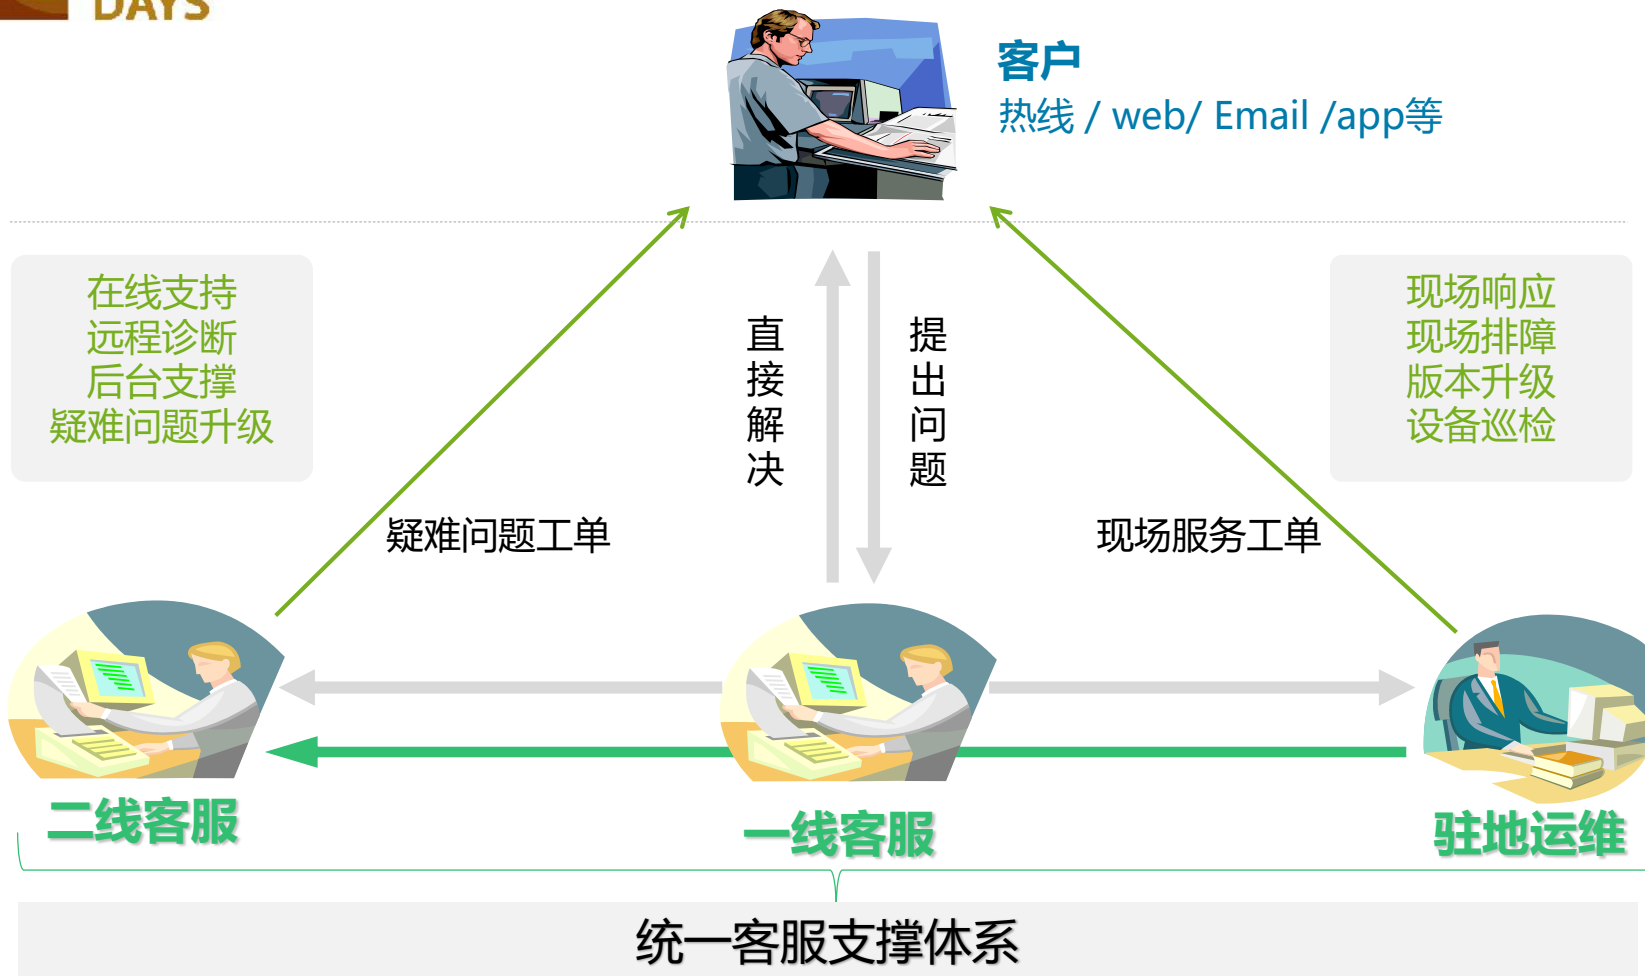 DAYS
客户
热线 / web/ Email /app等
在线支持
远程诊断
后台支撑
疑难问题升级
直接解决
提出问题
现场响应
现场排障
版本升级
设备巡检
疑难问题工单
现场服务工单
二线客服
一线客服
驻地运维
统一客服支撑体系